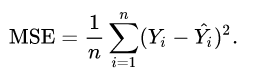 MSE = \frac{1}{n} \sum_{i=1}^{n} (Y_i - \hat{Y}_i)^2.